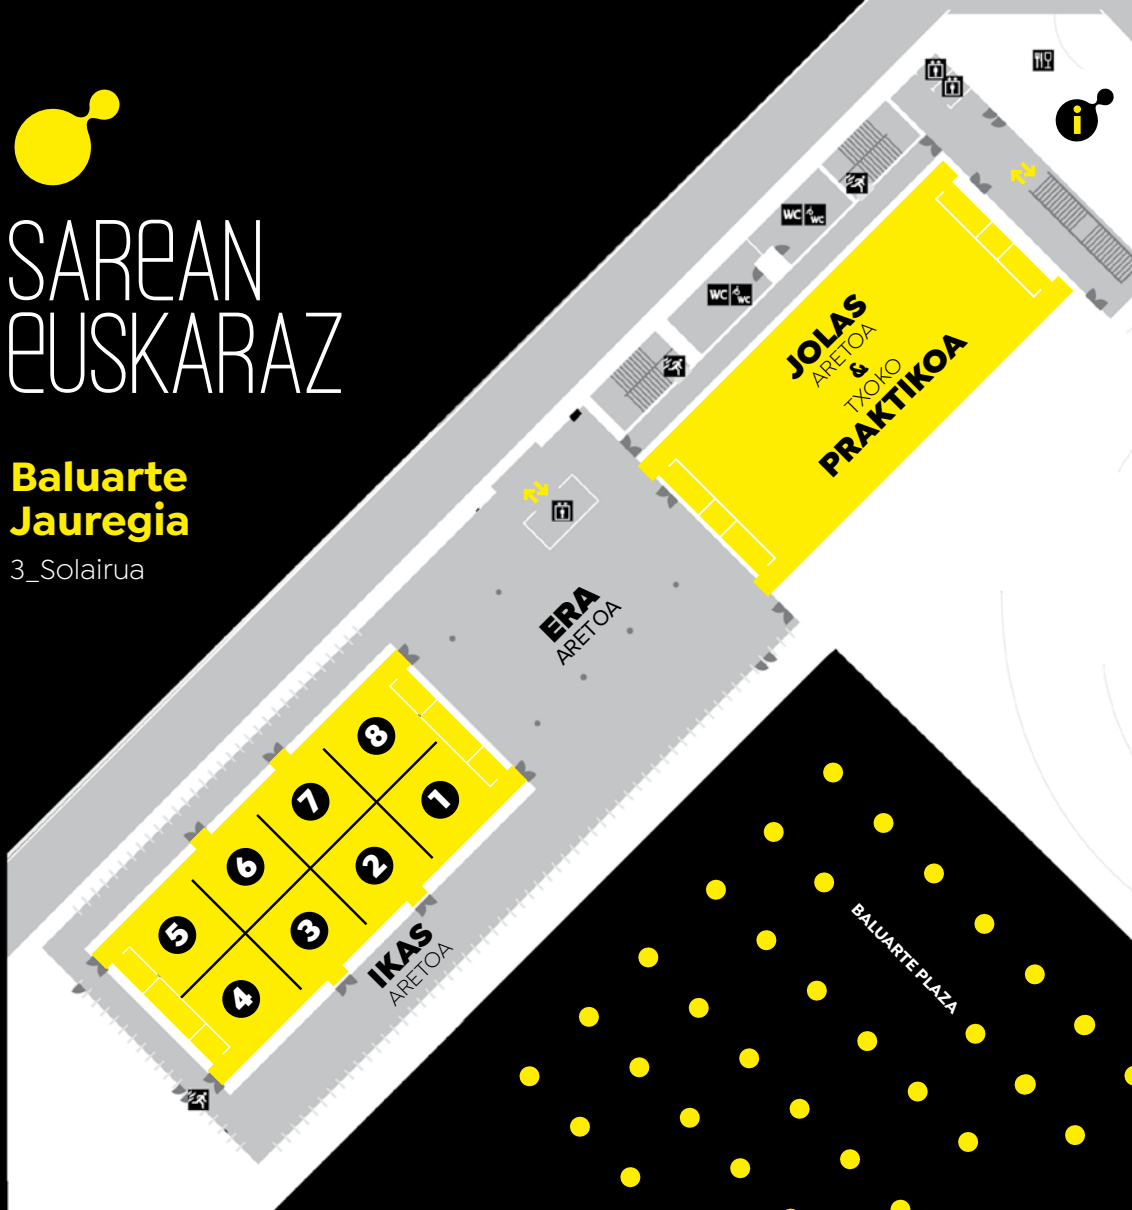 SAREAN
EUSKARAZ
Baluarte
Jauregia
3_Solairua
i
WC WC
WC WC
JOLAS
ARETOA
&
TXOKO
PRAKTIKOA
ERA
ARETOA
8
7
1
6
2
5
3
4
IKAS
ARETOA
BALUARTE PLAZA